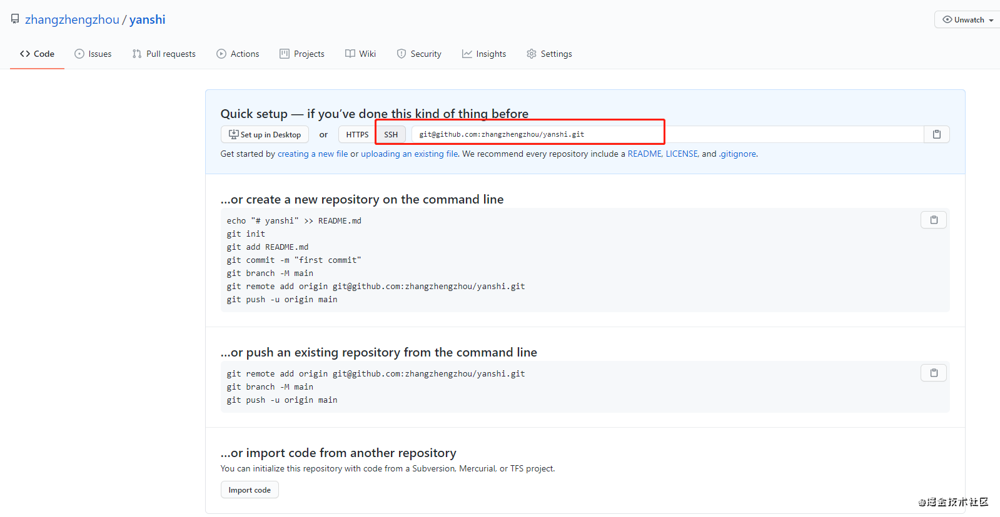 zhangzhengzhou / yanshi
Unwatch
Code Issues Pull requests Actions Projects Wiki Security Insights Settings
Quick setup — if you've done this kind of thing before
Set up in Desktop or HTTPS SSH git@github.com:zhangzhengzhou/yanshi.git
Get started by creating a new file or uploading an existing file. We recommend every repository include a README, LICENSE, and .gitignore.
...or create a new repository on the command line
echo "# yanshi" >> README.md
git init
git add README.md
git commit -m "first commit"
git branch -M main
git remote add origin git@github.com:zhangzhengzhou/yanshi.git
git push -u origin main
...or push an existing repository from the command line
git remote add origin git@github.com:zhangzhengzhou/yanshi.git
git branch -M main
git push -u origin main
...or import code from another repository
You can initialize this repository with code from a Subversion, Mercurial, or TFS project.
Import code
@掘金技术社区